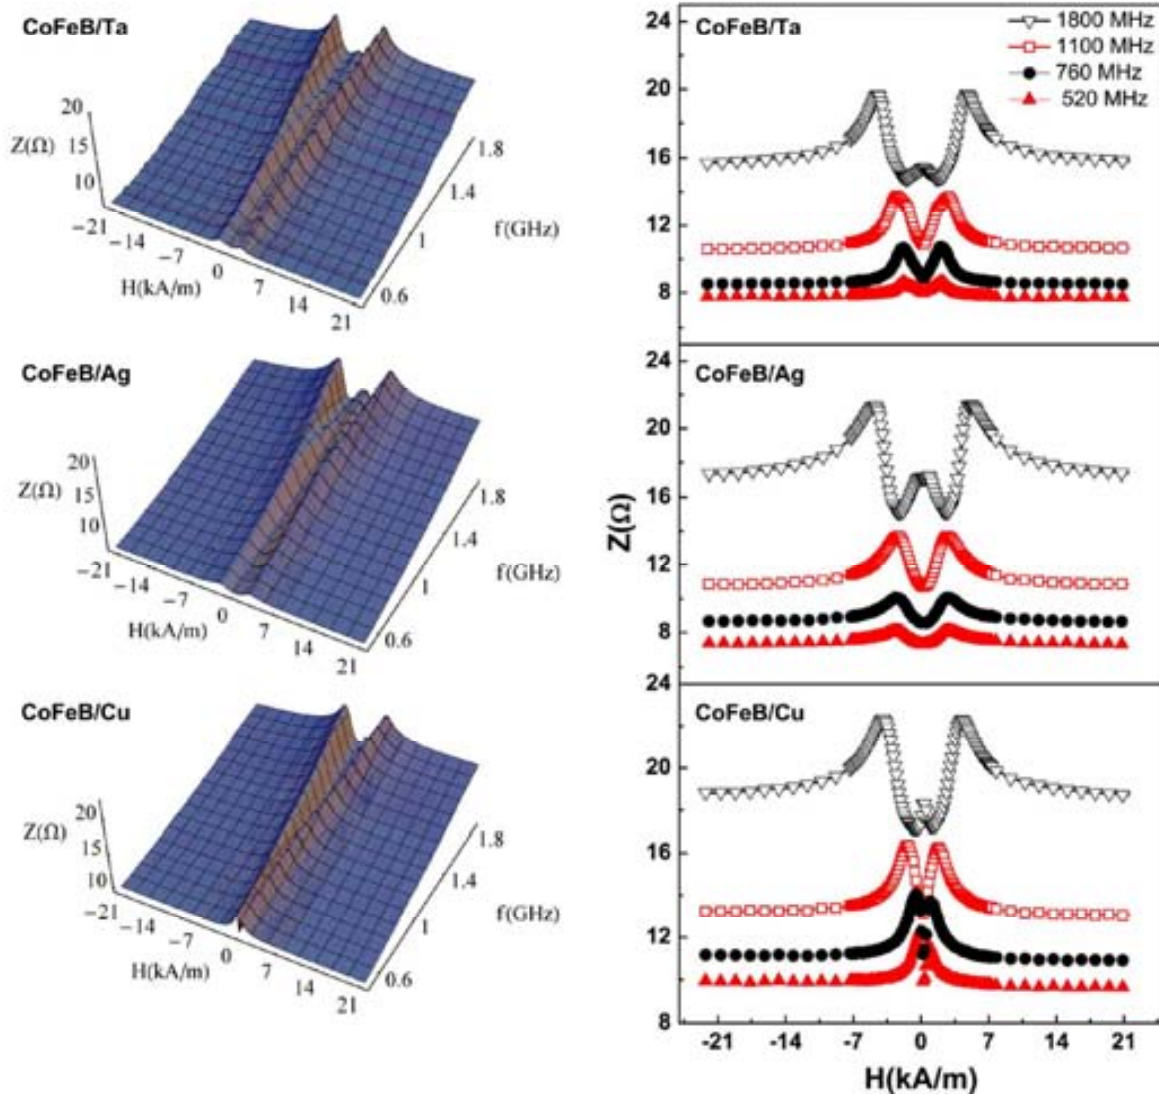 CoFeB/Ta
20
Z(Ω) 15
10
−21
−14
−7
0
7
14
21
H(kA/m)
0.6
1
1.4
1.8
f(GHz)
CoFeB/Ag
20
Z(Ω) 15
10
−21
−14
−7
0
7
14
21
H(kA/m)
0.6
1
1.4
1.8
f(GHz)
CoFeB/Cu
20
Z(Ω) 15
10
−21
−14
−7
0
7
14
21
H(kA/m)
0.6
1
1.4
1.8
f(GHz)
CoFeB/Ta
1800 MHz
1100 MHz
760 MHz
520 MHz
24
20
16
12
8
CoFeB/Ag
24
20
16
12
8
Z(Ω)
CoFeB/Cu
24
20
16
12
8
-21 -14 -7 0 7 14 21
H(kA/m)